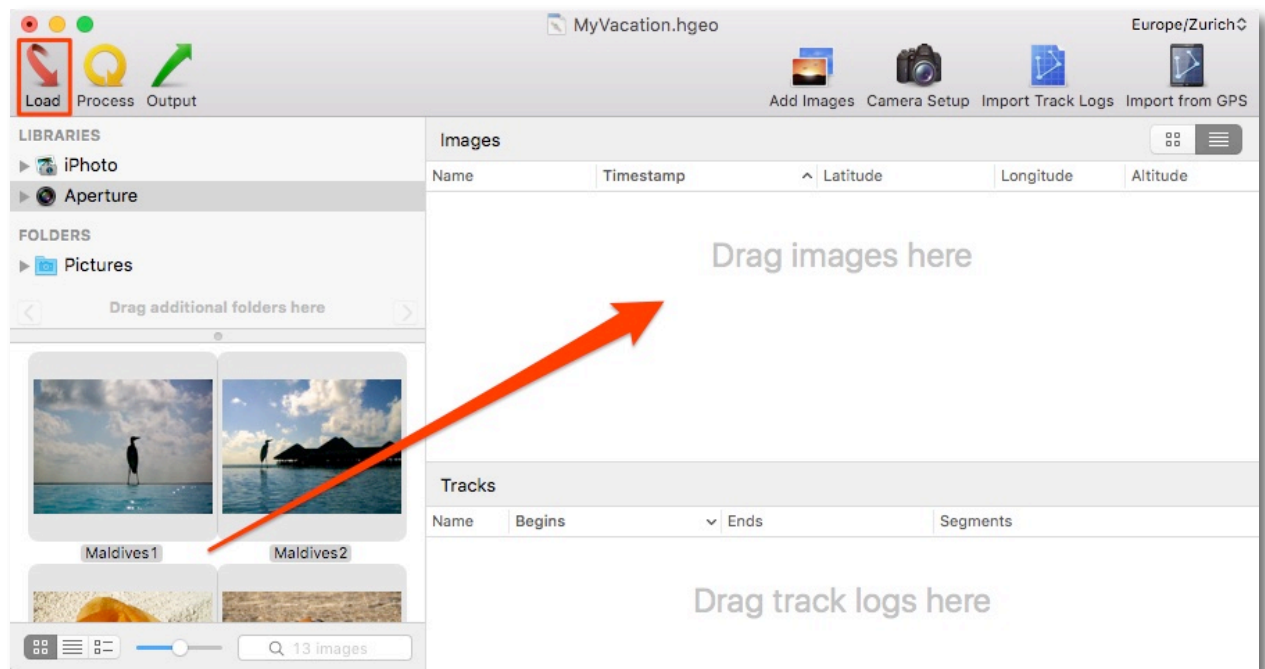 MyVacation.hgeo
Europe/Zurich
Load Process Output
Add Images Camera Setup Import Track Logs Import from GPS
LIBRARIES
iPhoto
Aperture
FOLDERS
Pictures
Drag additional folders here
Maldives1 Maldives2
13 images
Images
Name Timestamp Latitude Longitude Altitude
Drag images here
Tracks
Name Begins Ends Segments
Drag track logs here